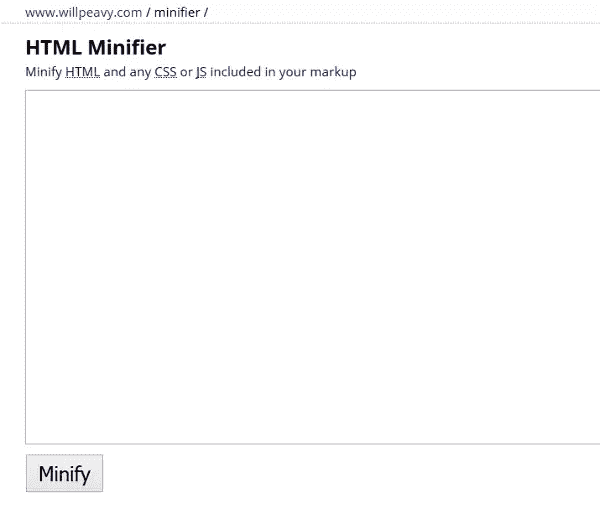 www.willpeavy.com / minifier /
HTML Minifier
Minify HTML and any CSS or JS included in your markup
Minify